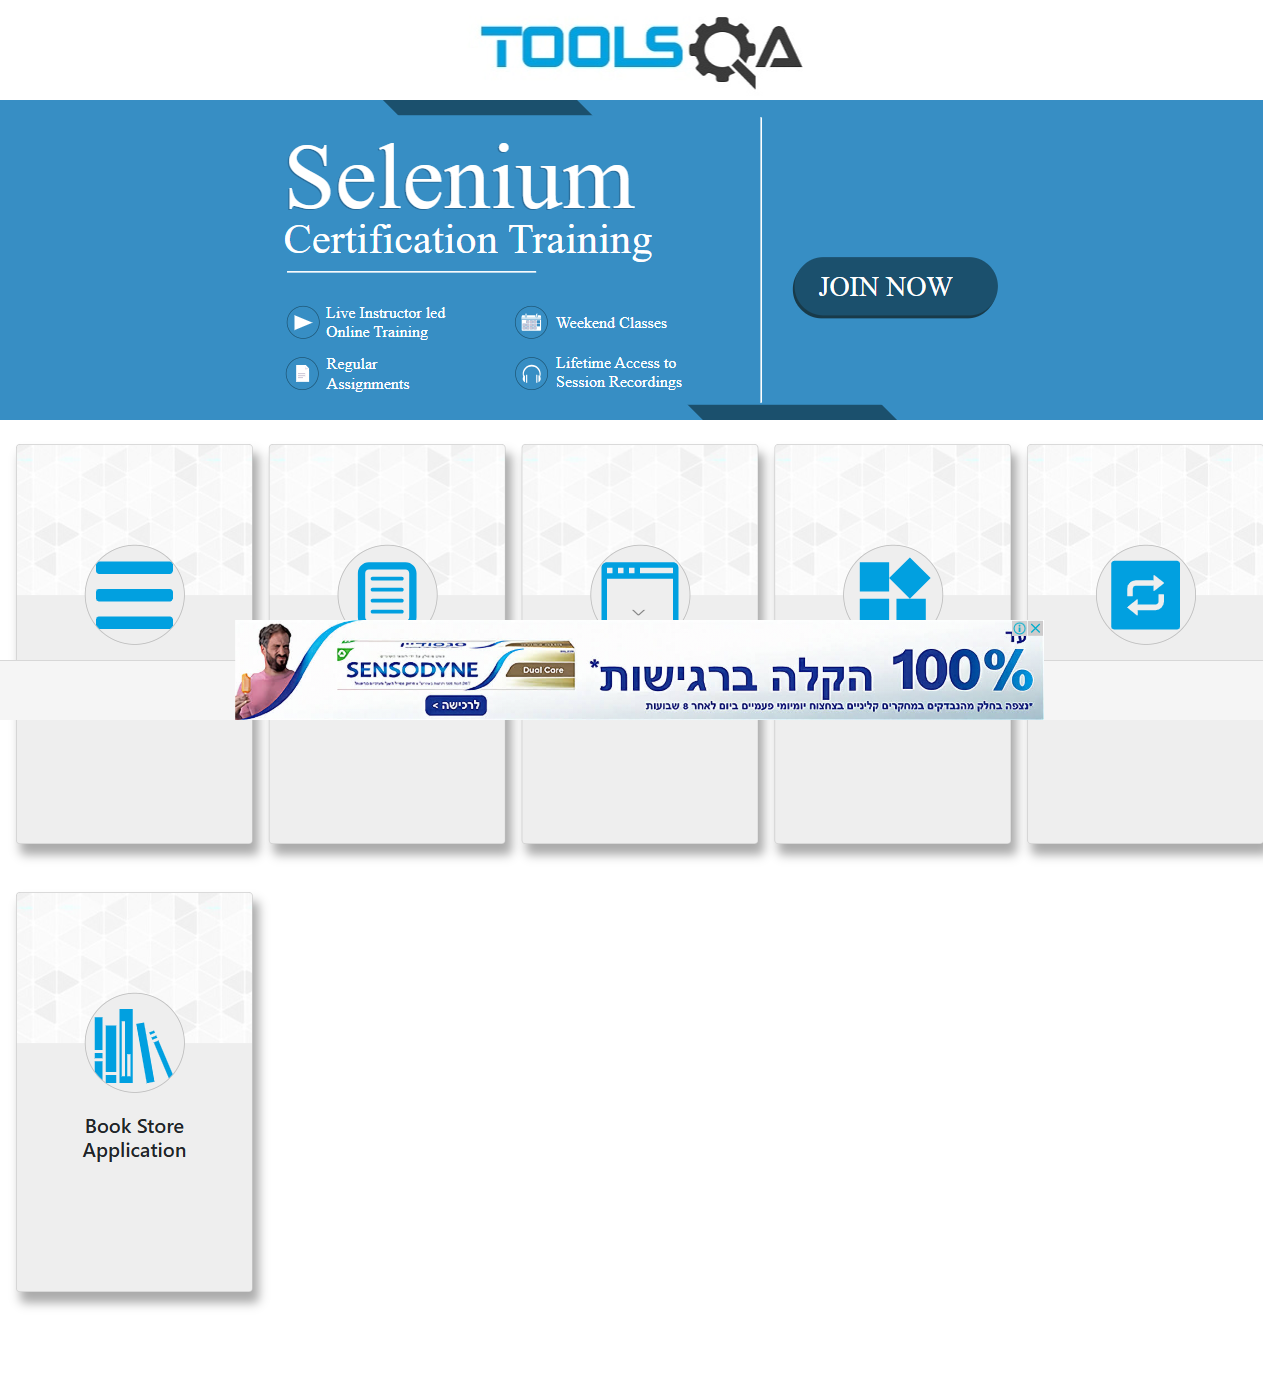 TOOLSQA
Selenium
Certification Training
Live Instructor led
Online Training
Weekend Classes
Regular
Assignments
Lifetime Access to
Session Recordings
JOIN NOW
סנסודיין
SENSODYNE
Dual Care
לרכישה >
עד
100%
הקלה ברגישות*
*נצפה בחלק מהנבדקים במחקרים קליניים בצחצוח יומיומי פעמיים ביום לאחר 8 שבועות
Book Store
Application